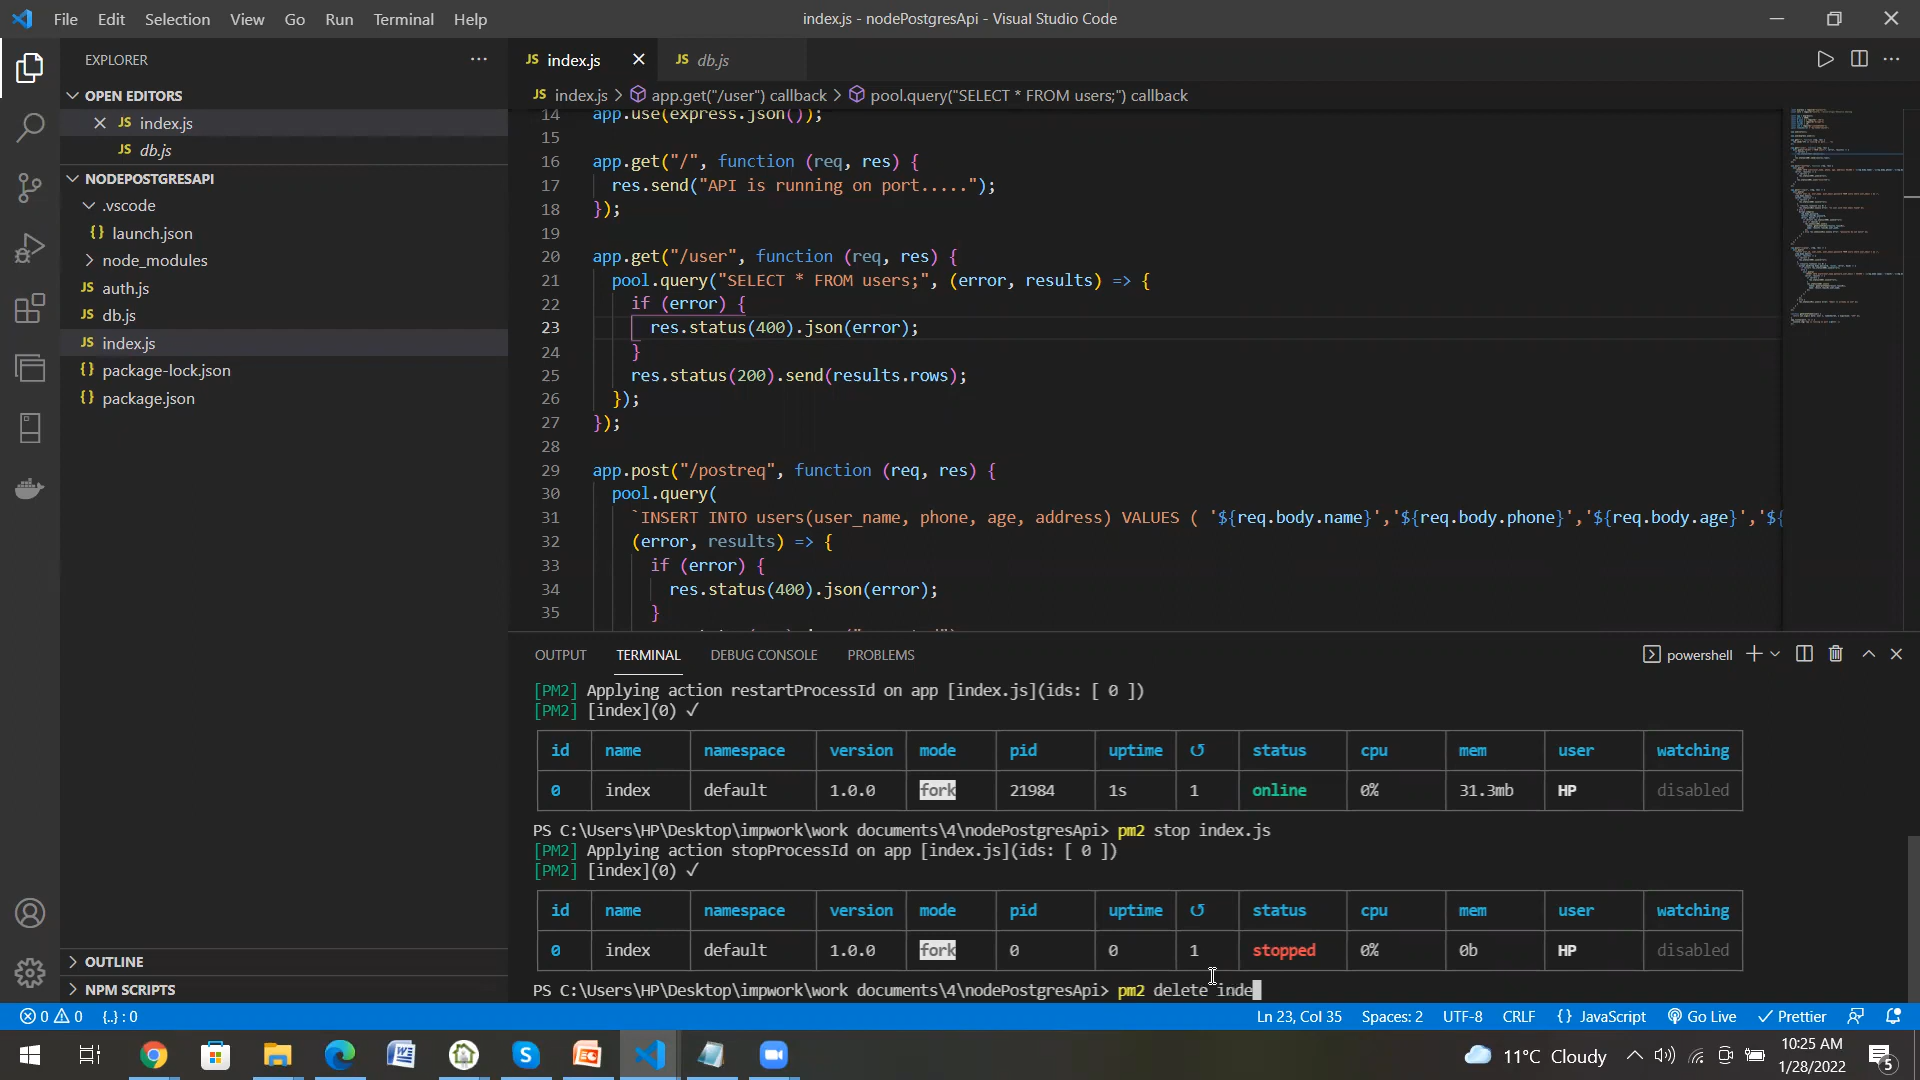 File Edit Selection View Go Run Terminal Help
index.js - nodePostgresApi - Visual Studio Code
EXPLORER
OPEN EDITORS
JS index.js
JS db.js
NODEPOSTGRESAPI
.vscode
{} launch.json
node_modules
JS auth.js
JS db.js
JS index.js
{} package-lock.json
{} package.json
OUTLINE
NPM SCRIPTS
JS index.js
JS db.js
JS index.js > app.get("/user") callback > pool.query("SELECT * FROM users;") callback
14 app.use(express.json());
15
16 app.get("/", function (req, res) {
17 res.send("API is running on port.....");
18 });
19
20 app.get("/user", function (req, res) {
21 pool.query("SELECT * FROM users;", (error, results) => {
22 if (error) {
23 res.status(400).json(error);
24 }
25 res.status(200).send(results.rows);
26 });
27 });
28
29 app.post("/postreq", function (req, res) {
30 pool.query(
31 `INSERT INTO users(user_name, phone, age, address) VALUES ( '${req.body.name}','${req.body.phone}','${req.body.age}','${
32 (error, results) => {
33 if (error) {
34 res.status(400).json(error);
35 }
OUTPUT TERMINAL DEBUG CONSOLE PROBLEMS
powershell
[PM2] Applying action restartProcessId on app [index.js](ids: [ 0 ])
[PM2] [index](0) ✓
id name namespace version mode pid uptime ↺ status cpu mem user watching
0 index default 1.0.0 fork 21984 1s 1 online 0% 31.3mb HP disabled
PS C:\Users\HP\Desktop\impwork\work documents\4\nodePostgresApi> pm2 stop index.js
[PM2] Applying action stopProcessId on app [index.js](ids: [ 0 ])
[PM2] [index](0) ✓
id name namespace version mode pid uptime ↺ status cpu mem user watching
0 index default 1.0.0 fork 0 0 1 stopped 0% 0b HP disabled
PS C:\Users\HP\Desktop\impwork\work documents\4\nodePostgresApi> pm2 delete inde
0 0 {..} : 0
Ln 23, Col 35 Spaces: 2 UTF-8 CRLF {} JavaScript Go Live Prettier
11°C Cloudy
10:25 AM
1/28/2022
5